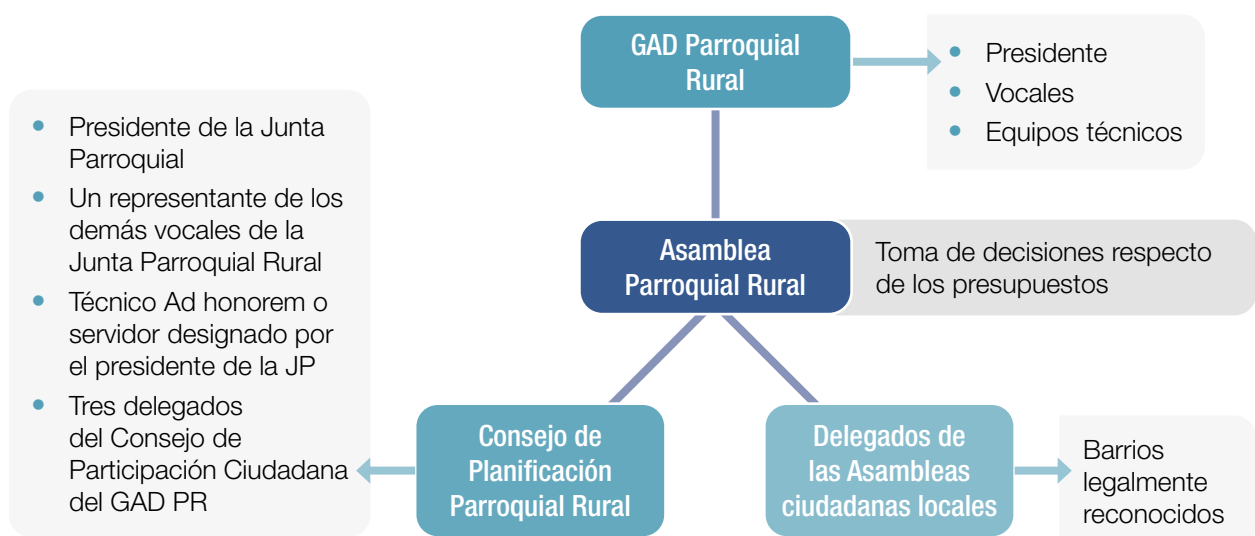 GAD Parroquial
Rural
Presidente
Vocales
Equipos técnicos
Presidente de la Junta
Parroquial
Un representante de los
demás vocales de la
Junta Parroquial Rural
Técnico Ad honorem o
servidor designado por
el presidente de la JP
Tres delegados
del Consejo de
Participación Ciudadana
del GAD PR
Asamblea
Parroquial Rural
Toma de decisiones respecto
de los presupuestos
Consejo de
Planificación
Parroquial Rural
Delegados de
las Asambleas
ciudadanas locales
Barrios
legalmente
reconocidos